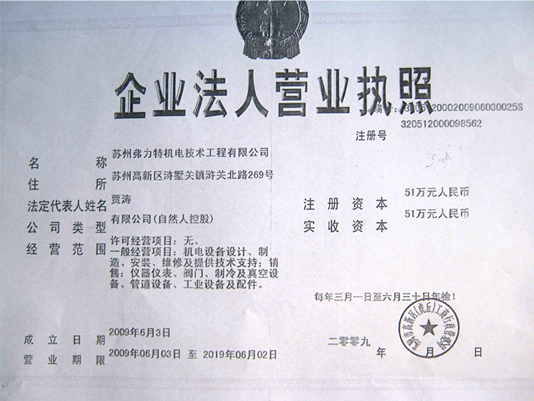 企业法人营业执照
注册号
320512000098562
名称 苏州弗力特机电技术工程有限公司
住所 苏州高新区浒墅关镇浒关北路269号
法定代表人姓名 贾涛
注册资本 51万元人民币
公司类型 有限公司(自然人控股)
实收资本 51万元人民币
经营范围 许可经营项目：无。
一般经营项目：机电设备设计、制
造、安装、维修及提供技术支持；销
售：仪器仪表、阀门、制冷及真空设
备、管道设备、工业设备及配件。
每年三月一日至六月三十日年检！
成立日期 2009年6月3日
二零零九年 月 日
营业期限 2009年06月03日 至 2019年06月02日